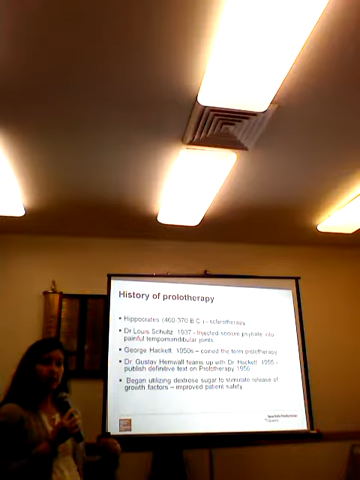 History of prolotherapy
• Hippocrates (460-370 B.C.) - sclerotherapy
• Dr Louis Schultz 1937 - Injected sodium psyllate into
painful tempormandibular joints
• George Hackett 1950s – coined the term prolotherapy
• Dr Gustav Hemwall teams up with Dr Hackett 1955 -
publish definitive text on Prolotherapy 1956
• Began utilizing dextrose sugar to stimulate release of
growth factors – improved patient safety